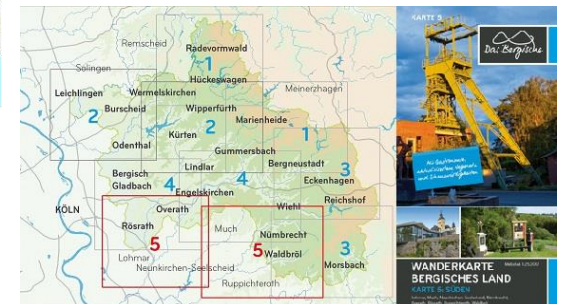 Remscheid
Radevormwald
1
Solingen
Hückeswagen
Meinerzhagen
Leichlingen
Wermelskirchen
2
Burscheid
Wipperfürth
2
Marienheide
1
Odenthal
Kürten
Gummersbach
Bergneustadt
3
Bergisch
Gladbach
Lindlar
4
4
Engelskirchen
Eckenhagen
Reichshof
KÖLN
Overath
Wiehl
Rösrath
5
Much
Nümbrecht
5
Waldbröl
3
Lohmar
Neunkirchen-Seelscheid
Morsbach
Ruppichteroth
KARTE 5
Das Bergische
WANDERKARTE
BERGISCHES LAND
KARTE 5: SÜDEN